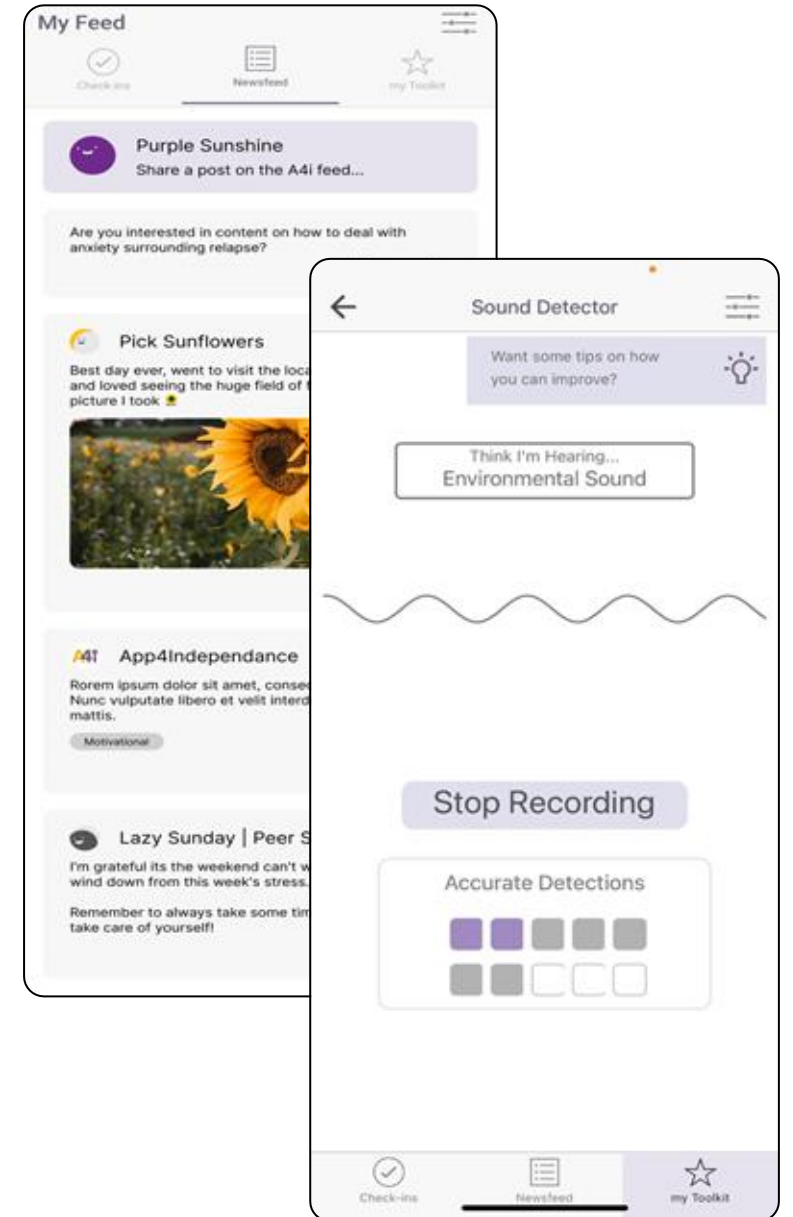 My Feed
Check-ins
Newsfeed
my Toolkit
Purple Sunshine
Share a post on the A4i feed...
Are you interested in content on how to deal with
anxiety surrounding relapse?
Pick Sunflowers
Best day ever, went to visit the loca
and loved seeing the huge field of
picture I took 🌻
A4i App4Independance
Rorem ipsum dolor sit amet, consec
Nunc vulputate libero et velit interd
mattis.
Motivational
Lazy Sunday | Peer S
I'm grateful its the weekend can't w
wind down from this week's stress.
Remember to always take some tim
take care of yourself!
Sound Detector
Want some tips on how
you can improve?
Think I'm Hearing...
Environmental Sound
Stop Recording
Accurate Detections
Check-ins
Newsfeed
my Toolkit